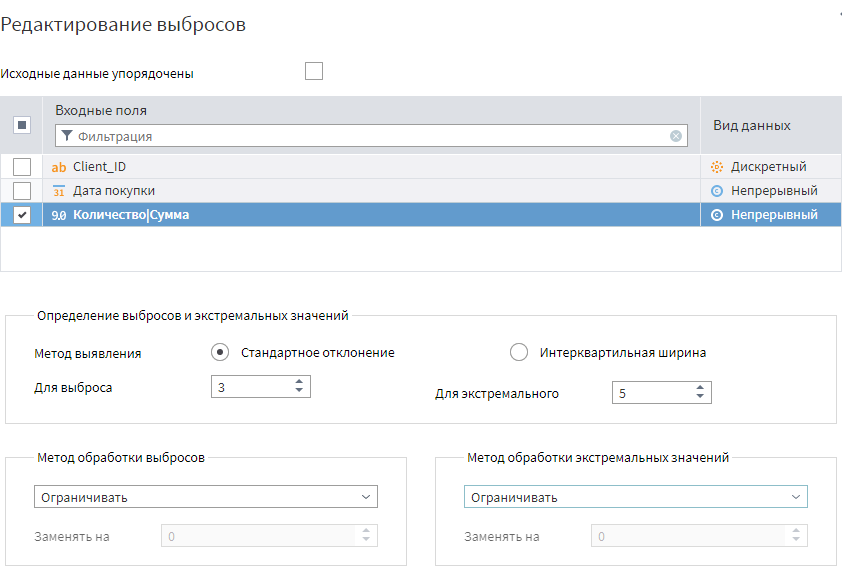 Редактирование выбросов
Исходные данные упорядочены
Входные поля
Вид данных
Фильтрация
ab Client_ID Дискретный
31 Дата покупки Непрерывный
9.0 Количество|Сумма Непрерывный
Определение выбросов и экстремальных значений
Метод выявления Стандартное отклонение Интерквартильная ширина
Для выброса 3 Для экстремального 5
Метод обработки выбросов Метод обработки экстремальных значений
Ограничивать Ограничивать
Заменять на 0 Заменять на 0